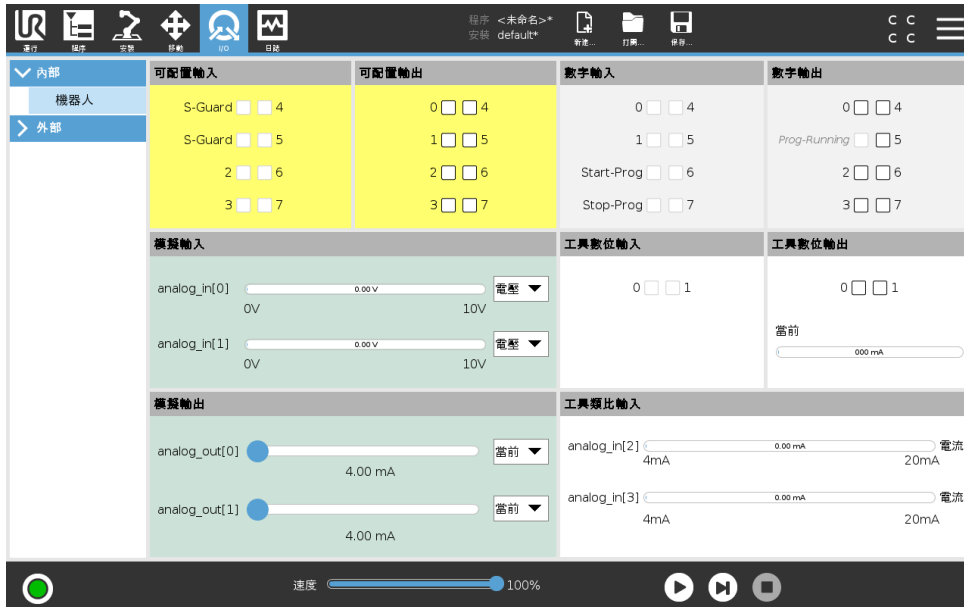 UR
程序 <未命名>*
安裝 default*
C C
C C
運行 程序 安裝 移動 I/O 日誌
新建... 打開... 保存...
內部
機器人
外部
可配置輸入
S-Guard 4
S-Guard 5
2 6
3 7
可配置輸出
0 4
1 5
2 6
3 7
數字輸入
0 4
1 5
Start-Prog 6
Stop-Prog 7
數字輸出
0 4
Prog-Running 5
2 6
3 7
模擬輸入
analog_in[0] 0.00 V 電壓
0V 10V
analog_in[1] 0.00 V 電壓
0V 10V
工具數位輸入
0 1
工具數位輸出
0 1
當前
000 mA
模擬輸出
analog_out[0] 當前
4.00 mA
analog_out[1] 當前
4.00 mA
工具類比輸入
analog_in[2] 0.00 mA 電流
4mA 20mA
analog_in[3] 0.00 mA 電流
4mA 20mA
速度 100%